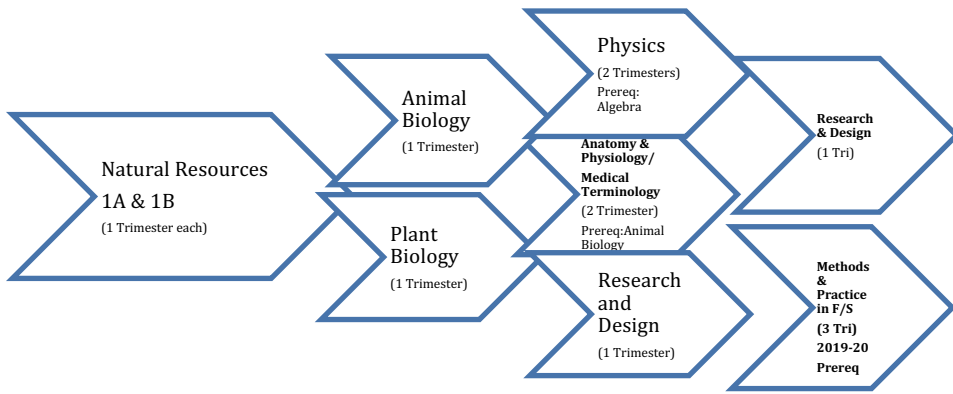 Natural Resources
1A & 1B
(1 Trimester each)
Animal
Biology
(1 Trimester)
Plant
Biology
(1 Trimester)
Physics
(2 Trimesters)
Prereq:
Algebra
Anatomy &
Physiology/
Medical
Terminology
(2 Trimester)
Prereq:Animal
Biology
Research
and
Design
(1 Trimester)
Research
& Design
(1 Tri)
Methods
&
Practice
in F/S
(3 Tri)
2019-20
Prereq